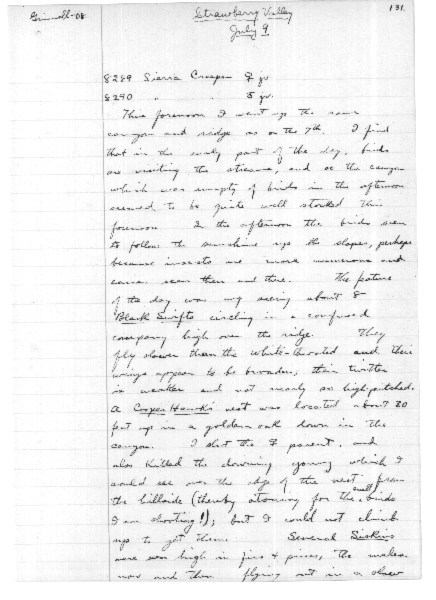 Grinnell-08
Strawberry Valley
131
July 9
8289 Sierra Creeper ♀ jv
8290 " " ♂ jv.
This forenoon I went up the same
canyon and ridge as on the 7th. I find
that in the early part of the day, birds
are visiting the streams, and so the canyon
which was empty of birds in the afternoon
seemed to be quite well stocked this
forenoon. In the afternoon the birds seem
to follow the sunshine up the slopes, perhaps
because insects are more numerous and
easier seen then and there. The feature
of the day was my seeing about 8
Black Swifts circling in a confused
company high over the ridge. They
fly slower than the White-throated and their
wings appear to be broader; their twitter
is weaker and not nearly so high-pitched.
A Cooper Hawk's nest was located about 20
feet up in a golden oak down in the
canyon. I shot the ♀ parent, and
also killed the downy young which I
could see over the edge of the nest from
the hillside (thereby atoning for the small birds
I am shooting!); but I could not climb
up to get them. Several Siskins
were seen high in firs & pines, the males
now and then flying out in a slow